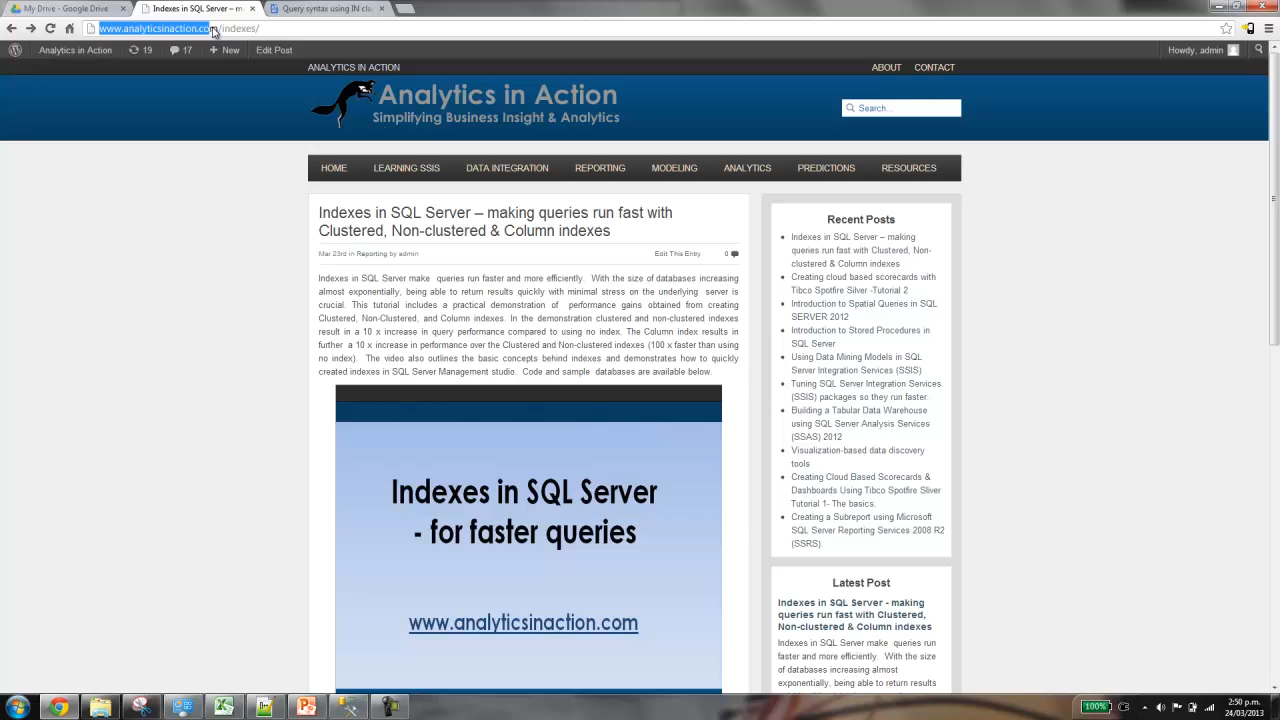 My Drive - Google Drive
Indexes in SQL Server – m
Query syntax using IN cl
www.analyticsinaction.com/indexes/
Analytics in Action
19
17
New
Edit Post
Howdy, admin
ANALYTICS IN ACTION
ABOUT
CONTACT
Analytics in Action
Simplifying Business Insight & Analytics
Search...
HOME
LEARNING SSIS
DATA INTEGRATION
REPORTING
MODELING
ANALYTICS
PREDICTIONS
RESOURCES
Indexes in SQL Server – making queries run fast with
Clustered, Non-clustered & Column indexes
Mar 23rd in Reporting by admin
Edit This Entry
0
Indexes in SQL Server make queries run faster and more efficiently. With the size of databases increasing
almost exponentially, being able to return results quickly with minimal stress on the underlying server is
crucial. This tutorial includes a practical demonstration of performance gains obtained from creating
Clustered, Non-Clustered, and Column indexes. In the demonstration clustered and non-clustered indexes
result in a 10 x increase in query performance compared to using no index. The Column index results in
further a 10 x increase in performance over the Clustered and Non-clustered indexes (100 x faster than using
no index). The video also outlines the basic concepts behind indexes and demonstrates how to quickly
created indexes in SQL Server Management studio. Code and sample databases are available below.
Indexes in SQL Server
- for faster queries
www.analyticsinaction.com
Recent Posts
Indexes in SQL Server – making
queries run fast with Clustered, Non-
clustered & Column indexes
Creating cloud based scorecards with
Tibco Spotfire Silver -Tutorial 2
Introduction to Spatial Queries in SQL
SERVER 2012
Introduction to Stored Procedures in
SQL Server
Using Data Mining Models in SQL
Server Integration Services (SSIS)
Tuning SQL Server Integration Services
(SSIS) packages so they run faster.
Building a Tabular Data Warehouse
using SQL Server Analysis Services
(SSAS) 2012
Visualization-based data discovery
tools
Creating Cloud Based Scorecards &
Dashboards Using Tibco Spotfire Sliver
Tutorial 1- The basics.
Creating a Subreport using Microsoft
SQL Server Reporting Services 2008 R2
(SSRS)
Latest Post
Indexes in SQL Server - making
queries run fast with Clustered,
Non-clustered & Column indexes
Indexes in SQL Server make queries run
faster and more efficiently. With the size
of databases increasing almost
exponentially, being able to return results
100%
2:50 p.m.
24/03/2013